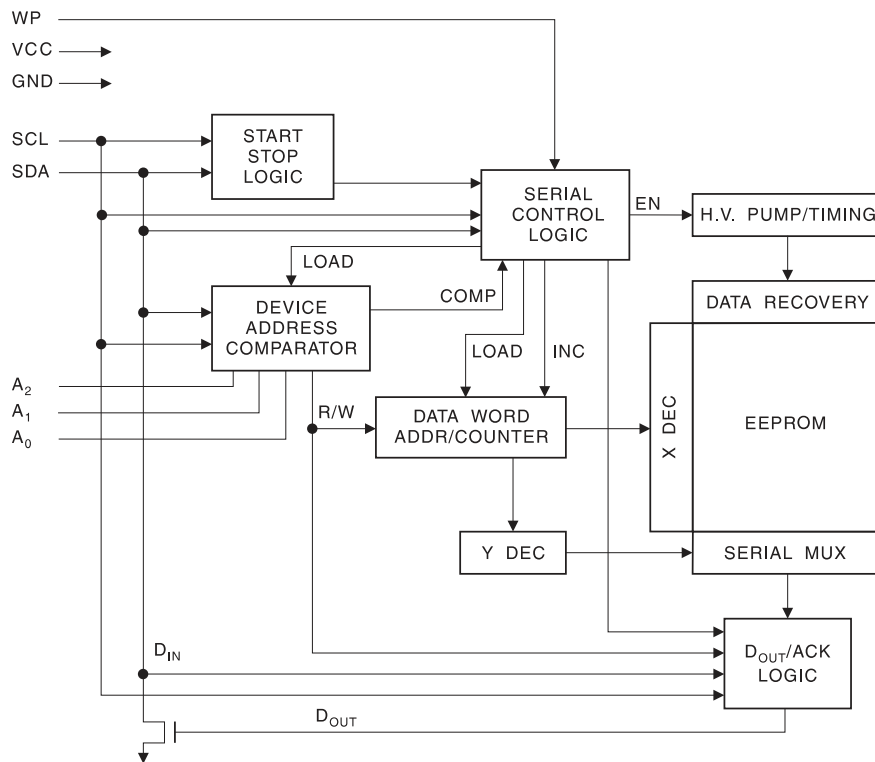 WP
VCC
GND
SCL
SDA
START
STOP
LOGIC
SERIAL
CONTROL
LOGIC
EN
H.V. PUMP/TIMING
LOAD
COMP
DATA RECOVERY
DEVICE
ADDRESS
COMPARATOR
LOAD
INC
A2
A1
A0
R/W
DATA WORD
ADDR/COUNTER
X DEC
EEPROM
Y DEC
SERIAL MUX
DIN
DOUT/ACK
LOGIC
DOUT